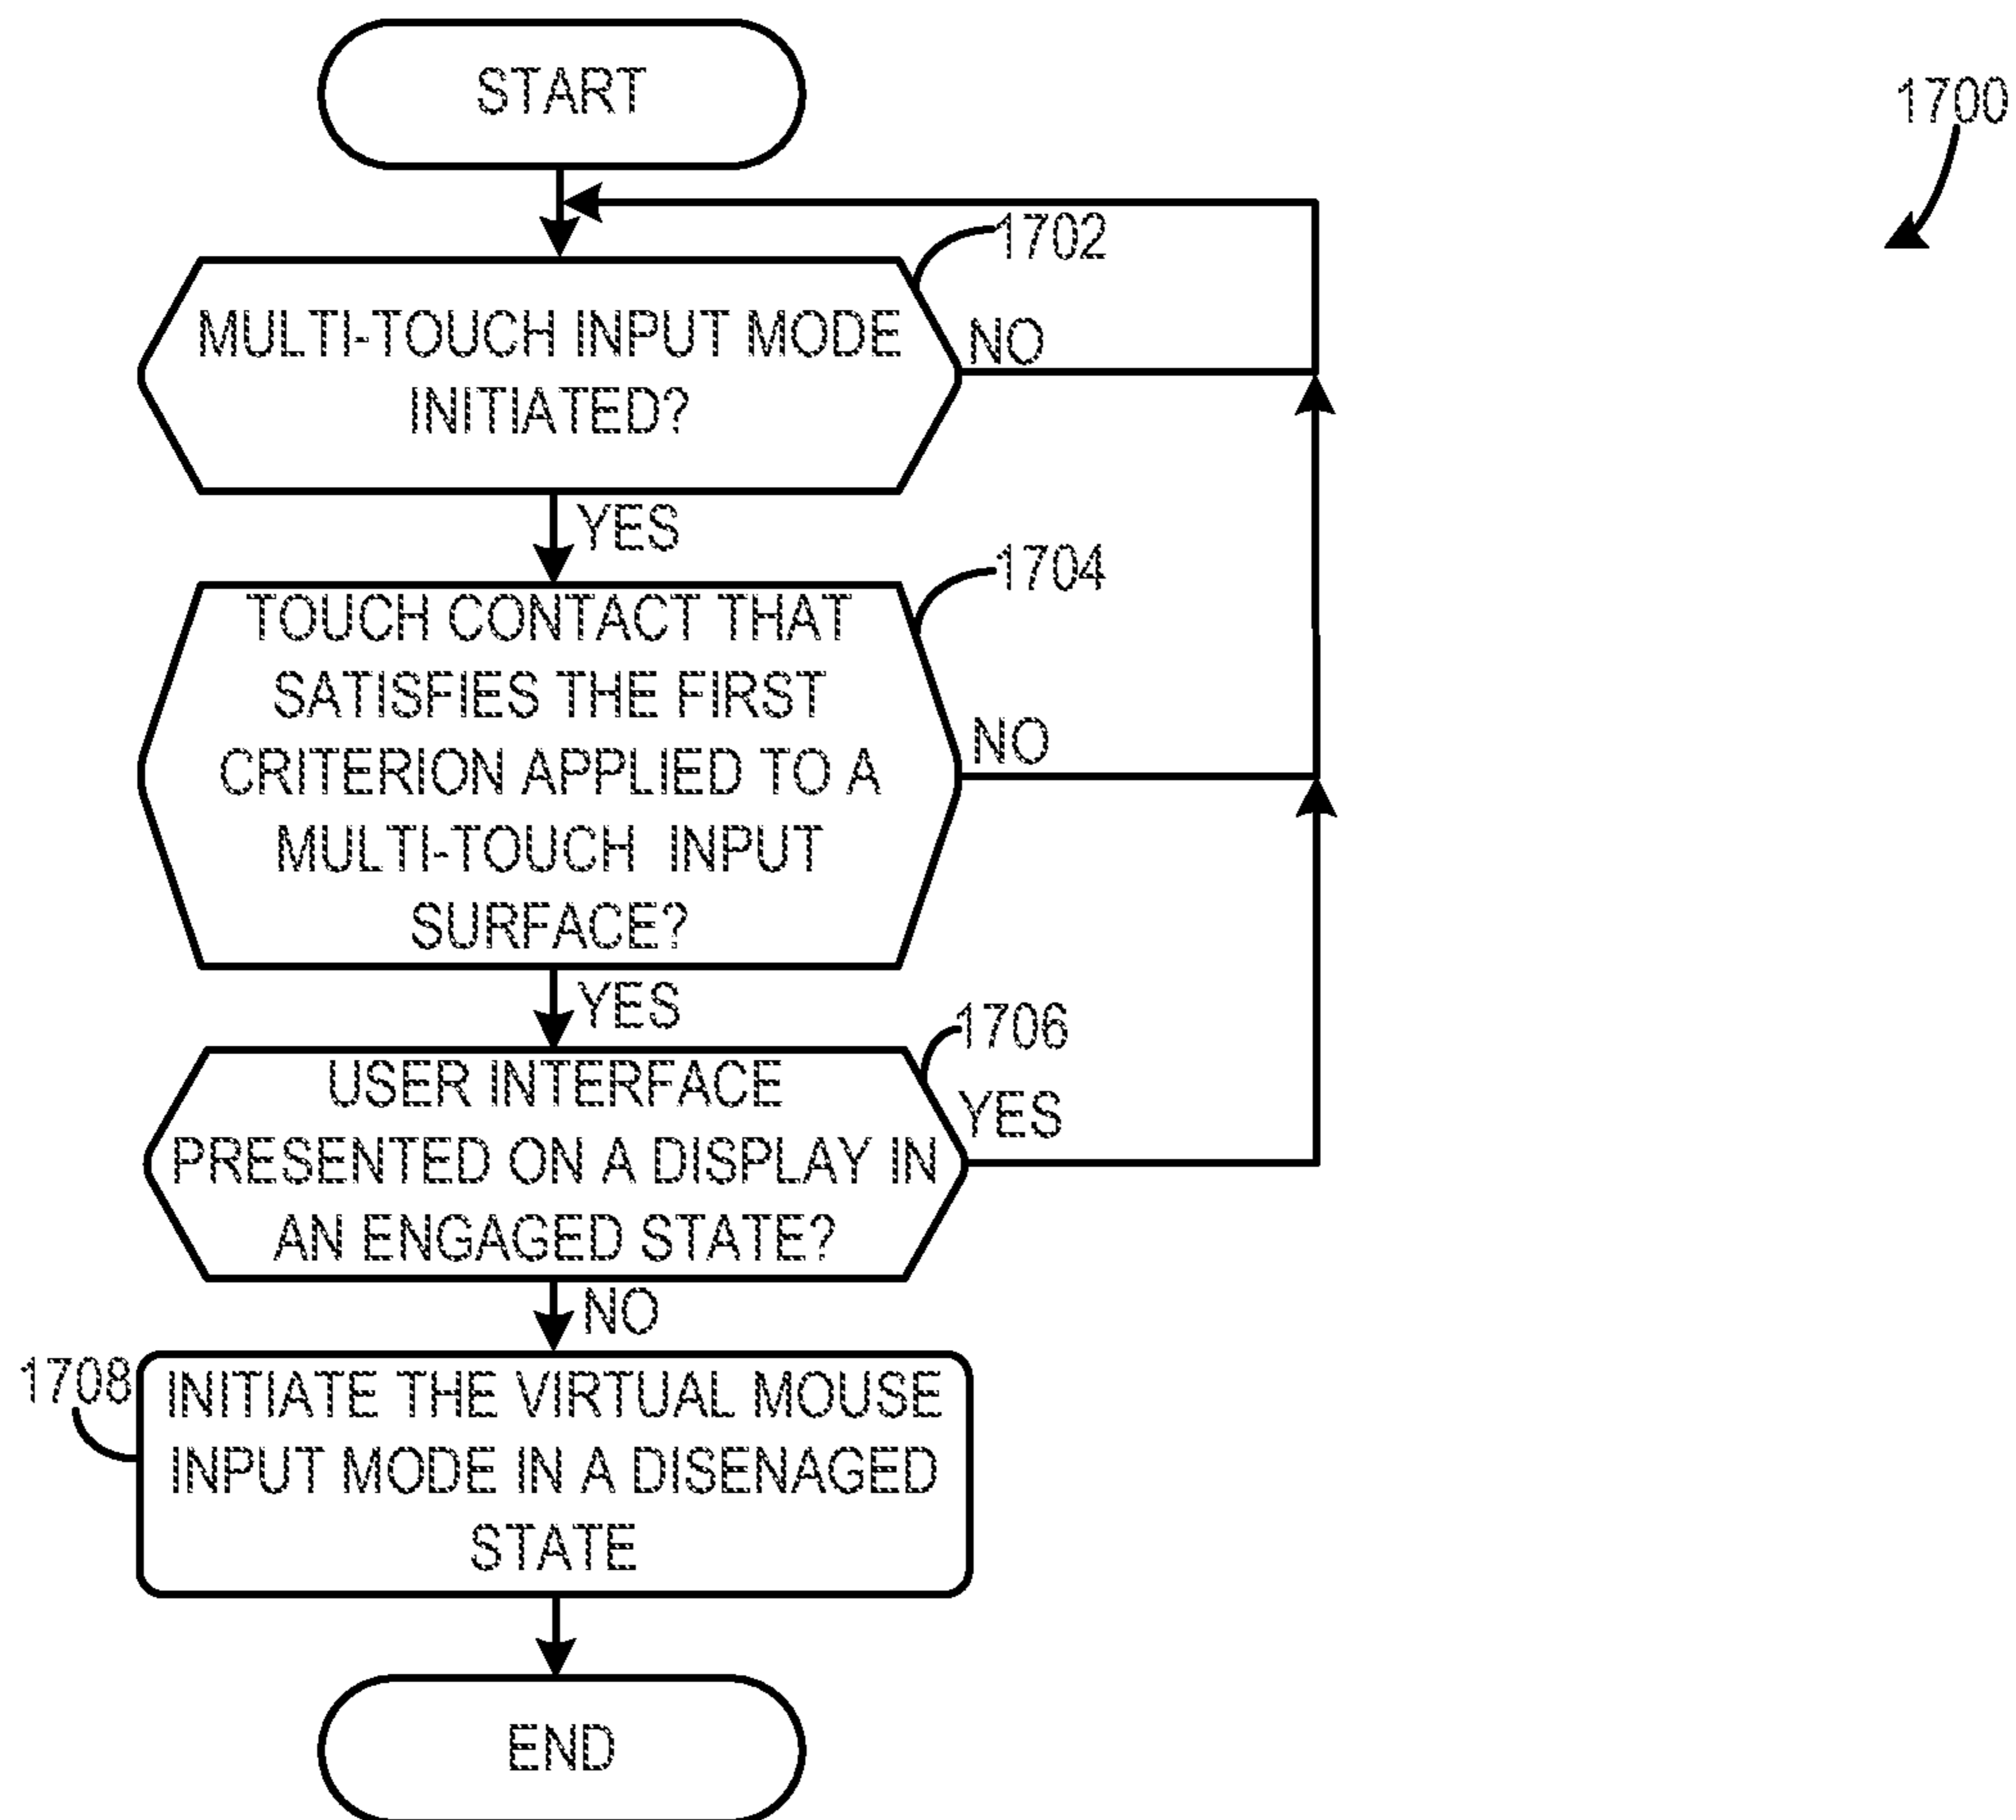 START
1700
1702
MULTI-TOUCH INPUT MODE
INITIATED?
NO
YES
1704
TOUCH CONTACT THAT
SATISFIES THE FIRST
CRITERION APPLIED TO A
MULTI-TOUCH INPUT
SURFACE?
NO
YES
1706
USER INTERFACE
PRESENTED ON A DISPLAY IN
AN ENGAGED STATE?
YES
NO
1708
INITIATE THE VIRTUAL MOUSE
INPUT MODE IN A DISENAGED
STATE
END